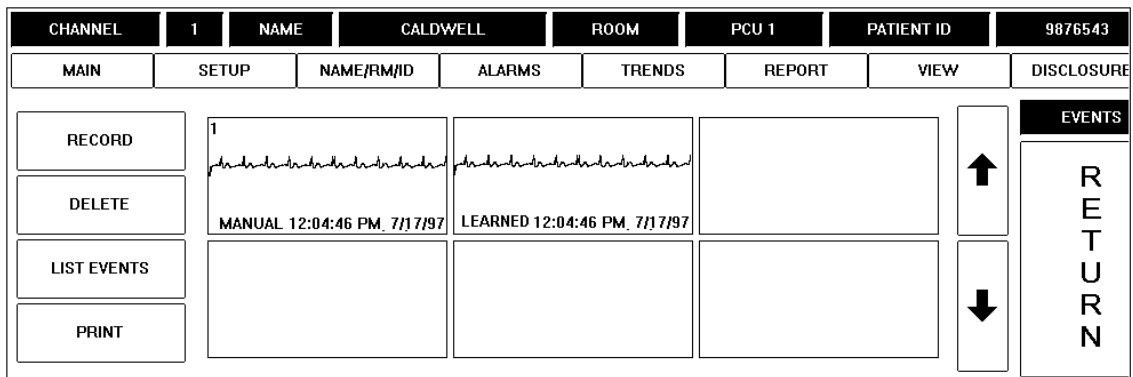 CHANNEL 1 NAME CALDWELL ROOM PCU 1 PATIENT ID 9876543
MAIN SETUP NAME/RM/ID ALARMS TRENDS REPORT VIEW DISCLOSURE
EVENTS
RECORD
DELETE
LIST EVENTS
PRINT
1
MANUAL 12:04:46 PM, 7/17/97
LEARNED 12:04:46 PM, 7/17/97
RETURN